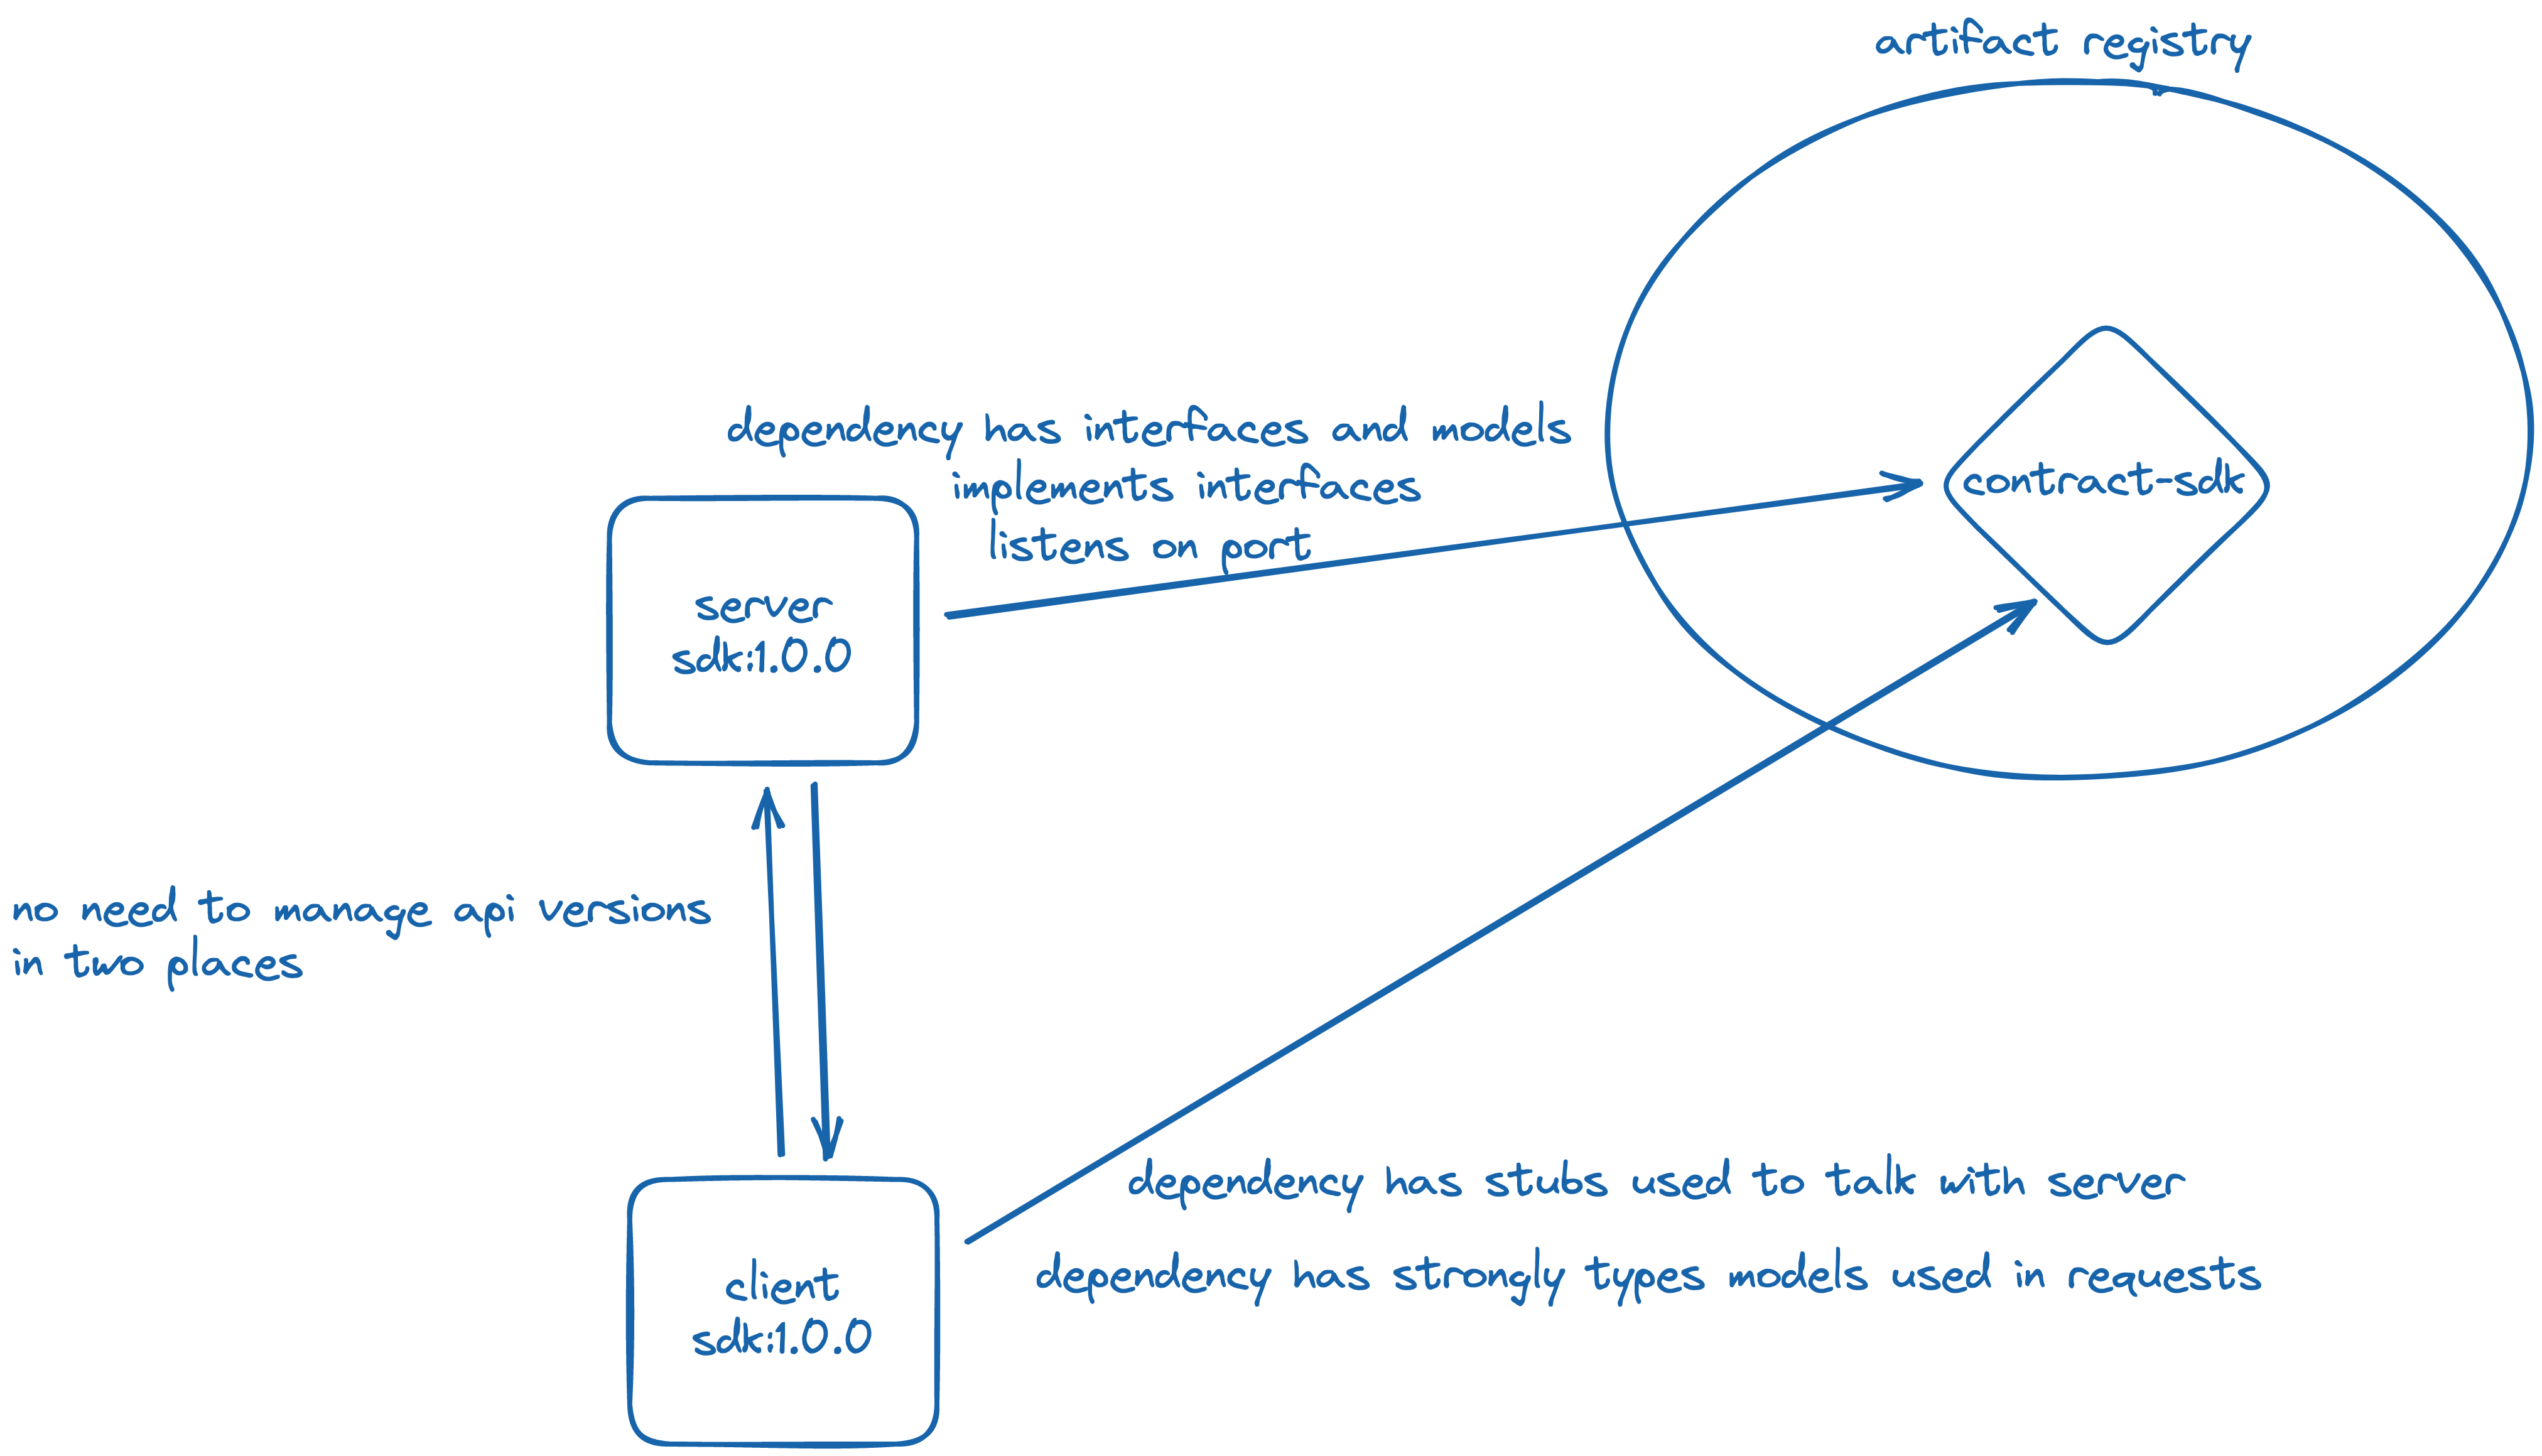 artifact registry
dependency has interfaces and models
implements interfaces
listens on port
contract-sdk
server
sdk:1.0.0
no need to manage api versions
in two places
dependency has stubs used to talk with server
dependency has strongly types models used in requests
client
sdk:1.0.0